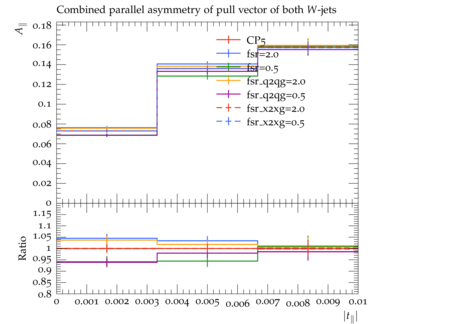 Combined parallel asymmetry of pull vector of both W-jets
A∥
0.18
0.16
0.14
0.12
0.1
0.08
0.06
0.04
0.02
0
CP5
fsr=2.0
fsr=0.5
fsr_q2qg=2.0
fsr_q2qg=0.5
fsr_x2xg=2.0
fsr_x2xg=0.5
Ratio
1.15
1.1
1.05
1
0.95
0.9
0.85
0.8
0 0.001 0.002 0.003 0.004 0.005 0.006 0.007 0.008 0.009 0.01
|t∥|